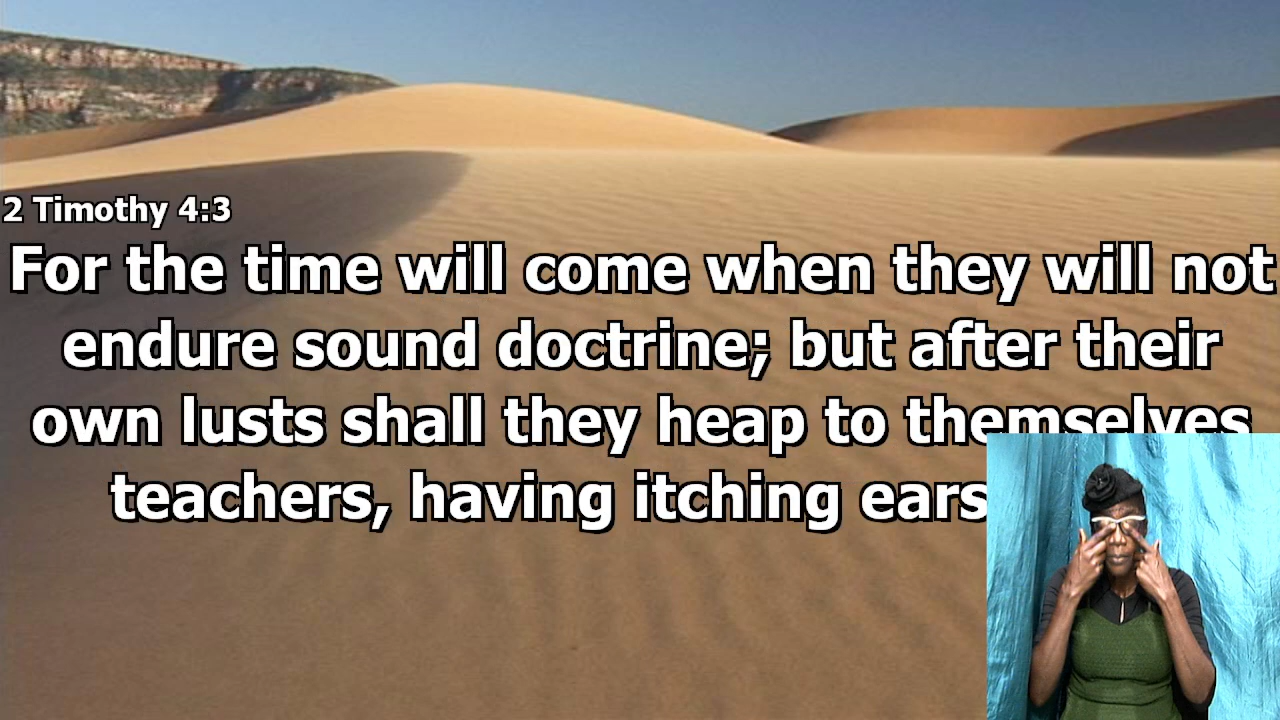 2 Timothy 4:3
For the time will come when they will not
endure sound doctrine; but after their
own lusts shall they heap to themselves
teachers, having itching ears